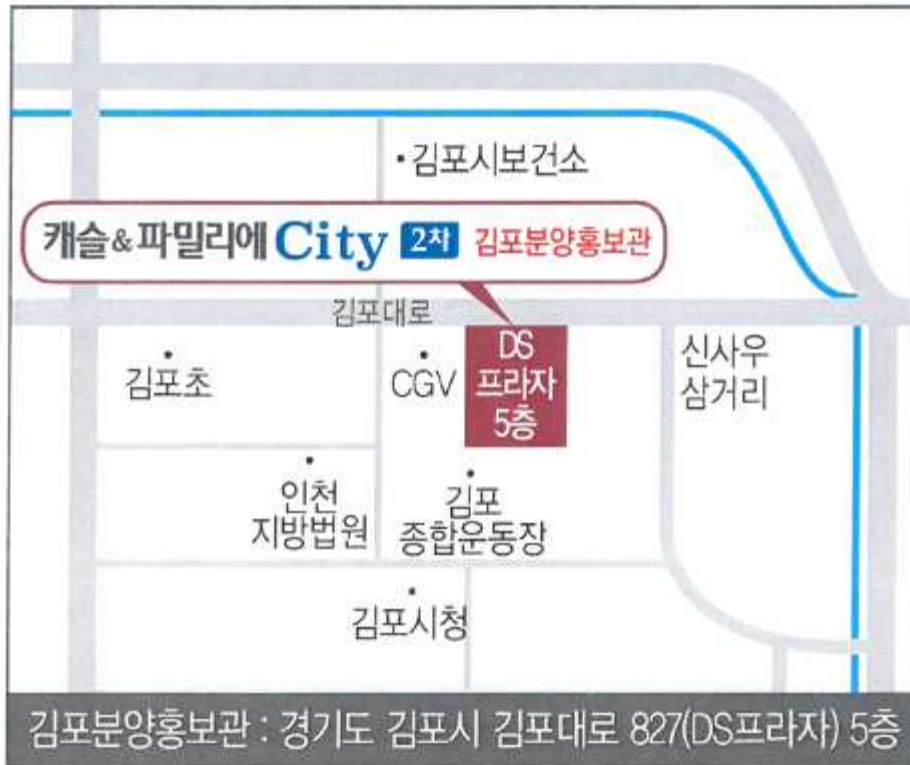 •김포시보건소
캐슬&파밀리에 City 2차 김포분양홍보관
김포대로
김포초
CGV
DS
프라자
5층
신사우
삼거리
인천
지방법원
김포
종합운동장
김포시청
김포분양홍보관 : 경기도 김포시 김포대로 827(DS프라자) 5층